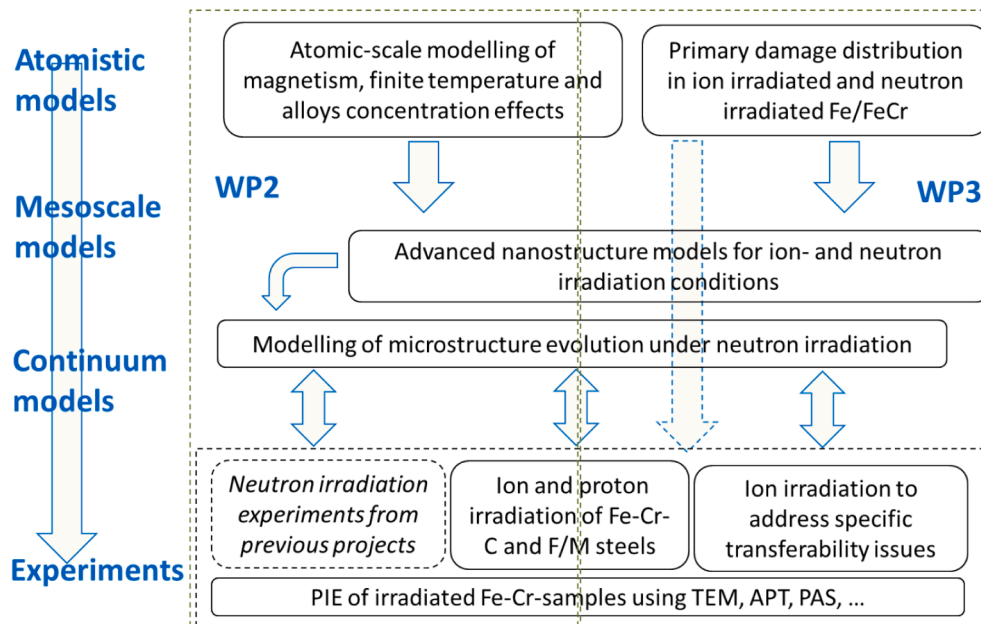 Atomistic
models
Atomic-scale modelling of
magnetism, finite temperature and
alloys concentration effects
Primary damage distribution
in ion irradiated and neutron
irradiated Fe/FeCr
WP2
WP3
Mesoscale
models
Advanced nanostructure models for ion- and neutron
irradiation conditions
Modelling of microstructure evolution under neutron irradiation
Continuum
models
Neutron irradiation
experiments from
previous projects
Ion and proton
irradiation of Fe-Cr-
C and F/M steels
Ion irradiation to
address specific
transferability issues
Experiments
PIE of irradiated Fe-Cr-samples using TEM, APT, PAS, ...